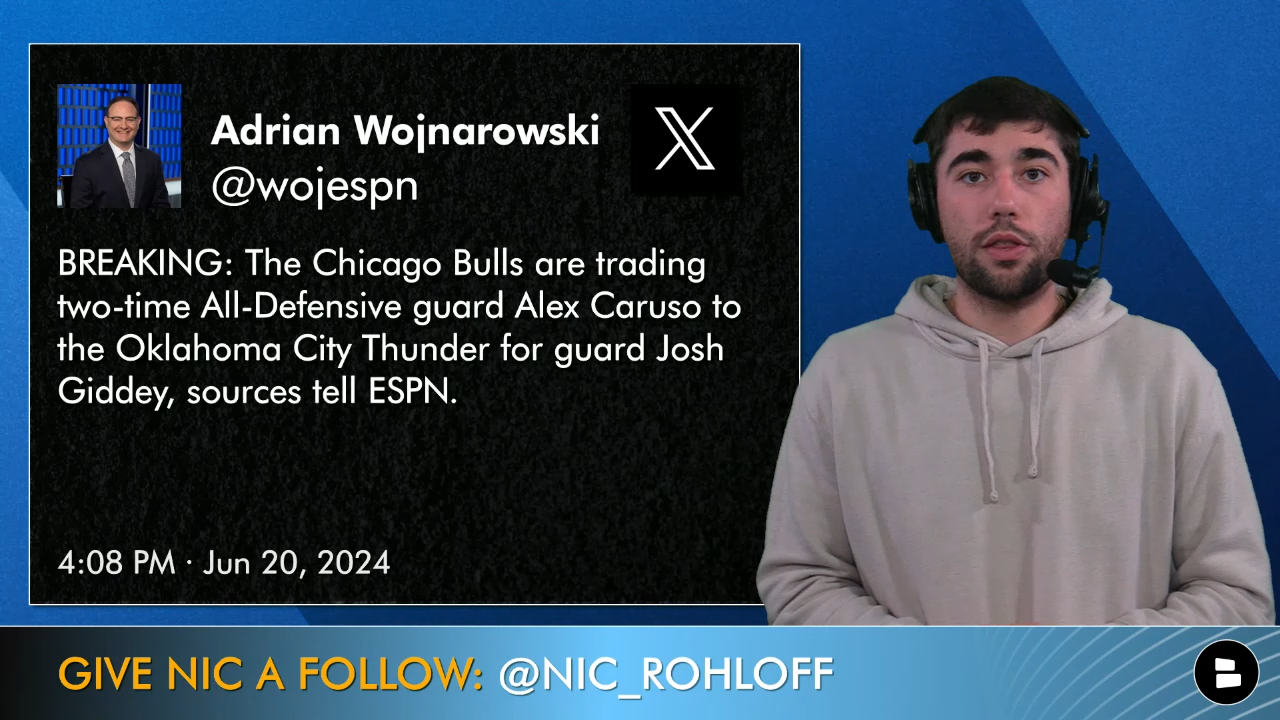 Adrian Wojnarowski
@wojespn
BREAKING: The Chicago Bulls are trading
two-time All-Defensive guard Alex Caruso to
the Oklahoma City Thunder for guard Josh
Giddey, sources tell ESPN.
4:08 PM · Jun 20, 2024
GIVE NIC A FOLLOW: @NIC_ROHLOFF